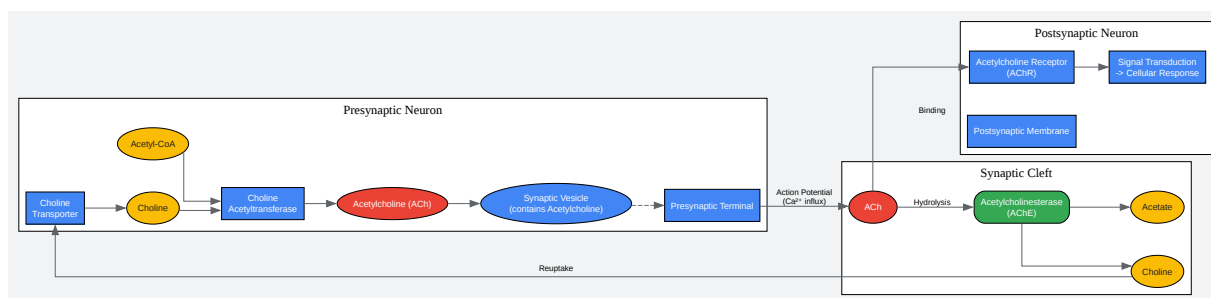 Postsynaptic Neuron
Acetylcholine Receptor
(AChR)
Signal Transduction
-> Cellular Response
Binding
Postsynaptic Membrane
Presynaptic Neuron
Acetyl-CoA
Choline
Transporter
Choline
Choline
Acetyltransferase
Acetylcholine (ACh)
Synaptic Vesicle
(contains Acetylcholine)
Presynaptic Terminal
Action Potential
(Ca²⁺ influx)
Synaptic Cleft
ACh
Hydrolysis
Acetylcholinesterase
(AChE)
Acetate
Choline
Reuptake